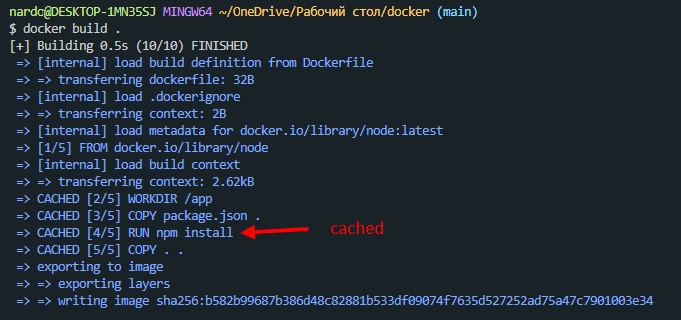 nardc@DESKTOP-1MN35SJ MINGW64 ~/OneDrive/Рабочий стол/docker (main)
$ docker build .
[+] Building 0.5s (10/10) FINISHED
=> [internal] load build definition from Dockerfile
=> => transferring dockerfile: 32B
=> [internal] load .dockerignore
=> => transferring context: 2B
=> [internal] load metadata for docker.io/library/node:latest
=> [1/5] FROM docker.io/library/node
=> [internal] load build context
=> => transferring context: 2.62kB
=> CACHED [2/5] WORKDIR /app
=> CACHED [3/5] COPY package.json .
=> CACHED [4/5] RUN npm install cached
=> CACHED [5/5] COPY . .
=> exporting to image
=> => exporting layers
=> => writing image sha256:b582b99687b386d48c82881b533df09074f7635d527252ad75a47c7901003e34